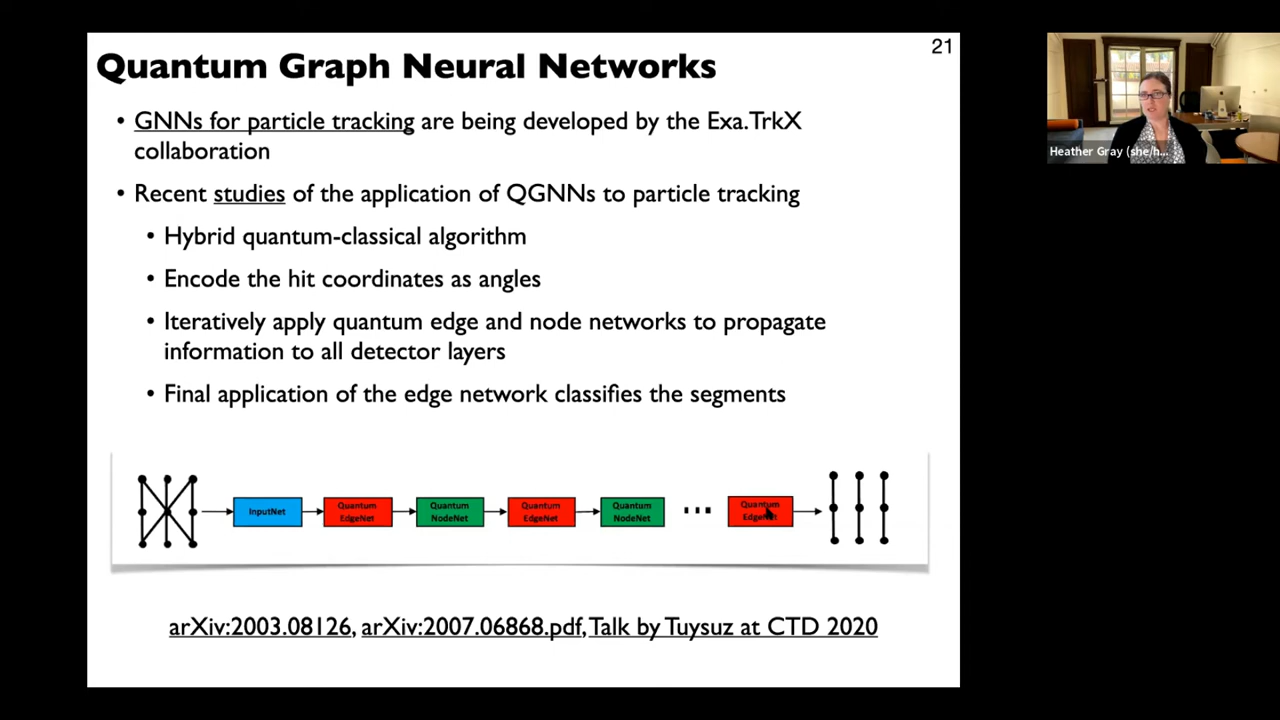 21
Quantum Graph Neural Networks
• GNNs for particle tracking are being developed by the Exa.TrkX
collaboration
• Recent studies of the application of QGNNs to particle tracking
• Hybrid quantum-classical algorithm
• Encode the hit coordinates as angles
• Iteratively apply quantum edge and node networks to propagate
information to all detector layers
• Final application of the edge network classifies the segments
InputNet
Quantum
EdgeNet
Quantum
NodeNet
Quantum
EdgeNet
Quantum
NodeNet
...
Quantum
EdgeNet
arXiv:2003.08126, arXiv:2007.06868.pdf, Talk by Tuysuz at CTD 2020
Heather Gray (she/h...